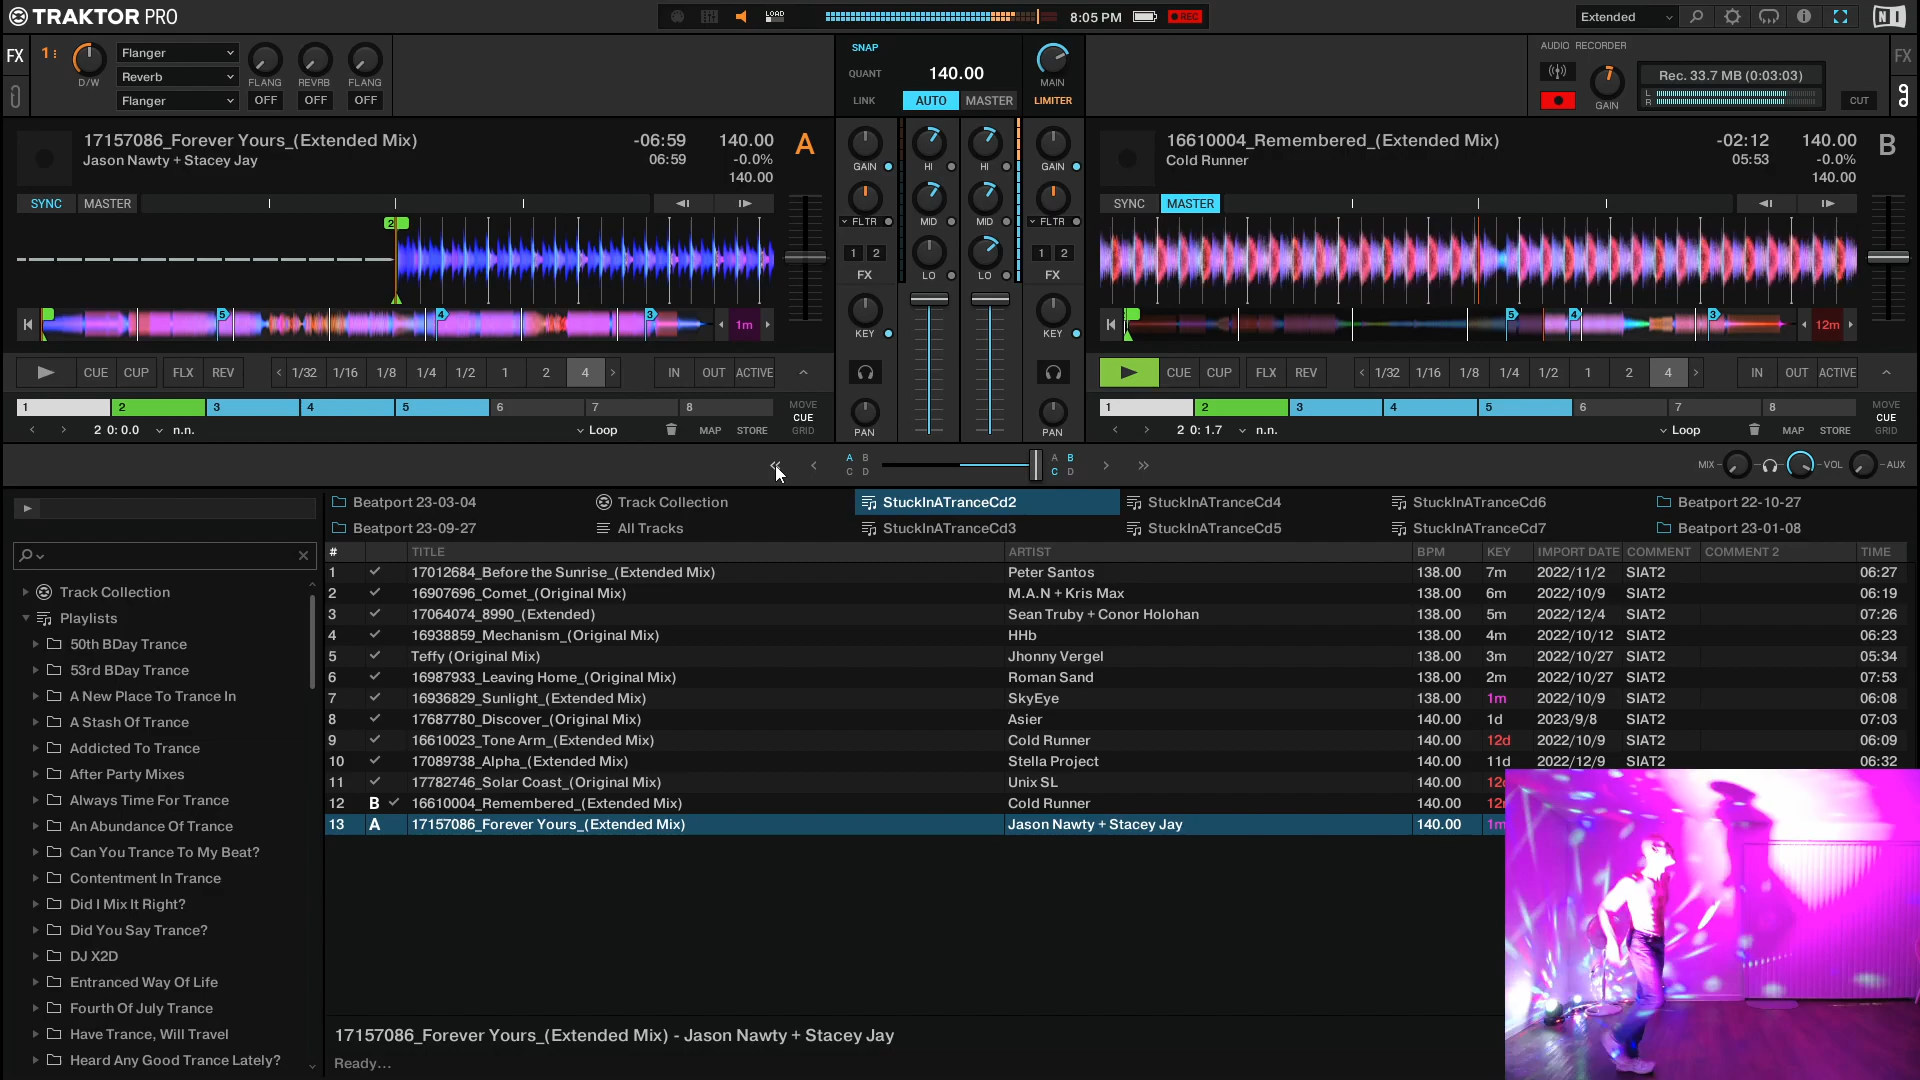 TRAKTOR PRO
LOAD
8:05 PM
REC
Extended
NI
FX
1
D/W
Flanger
Reverb
Flanger
FLANG
REVRB
FLANG
OFF
OFF
OFF
SNAP
QUANT
LINK
140.00
AUTO
MASTER
MAIN
LIMITER
AUDIO RECORDER
GAIN
Rec. 33.7 MB (0:03:03)
L
R
CUT
FX
17157086_Forever Yours_(Extended Mix)
Jason Nawty + Stacey Jay
-06:59
06:59
140.00
-0.0%
140.00
A
SYNC
MASTER
2
5
4
3
1m
CUE
CUP
FLX
REV
1/32
1/16
1/8
1/4
1/2
1
2
4
IN
OUT
ACTIVE
1
2
3
4
5
6
7
8
MOVE
CUE
GRID
2 0: 0.0
n.n.
Loop
MAP
STORE
GAIN
HI
HI
GAIN
FLTR
MID
MID
FLTR
1 2
FX
LO
LO
1 2
FX
KEY
KEY
PAN
PAN
16610004_Remembered_(Extended Mix)
Cold Runner
-02:12
05:53
140.00
-0.0%
140.00
B
SYNC
MASTER
5
4
3
12m
CUE
CUP
FLX
REV
1/32
1/16
1/8
1/4
1/2
1
2
4
IN
OUT
ACTIVE
1
2
3
4
5
6
7
8
MOVE
CUE
GRID
2 0: 1.7
n.n.
Loop
MAP
STORE
A B
C D
A B
C D
MIX
VOL
AUX
Beatport 23-03-04
Track Collection
StuckInATranceCd2
StuckInATranceCd4
StuckInATranceCd6
Beatport 22-10-27
Beatport 23-09-27
All Tracks
StuckInATranceCd3
StuckInATranceCd5
StuckInATranceCd7
Beatport 23-01-08
Track Collection
Playlists
50th BDay Trance
53rd BDay Trance
A New Place To Trance In
A Stash Of Trance
Addicted To Trance
After Party Mixes
Always Time For Trance
An Abundance Of Trance
Can You Trance To My Beat?
Contentment In Trance
Did I Mix It Right?
Did You Say Trance?
DJ X2D
Entranced Way Of Life
Fourth Of July Trance
Have Trance, Will Travel
Heard Any Good Trance Lately?
# TITLE ARTIST BPM KEY IMPORT DATE COMMENT COMMENT 2 TIME
1 17012684_Before the Sunrise_(Extended Mix) Peter Santos 138.00 7m 2022/11/2 SIAT2 06:27
2 16907696_Comet_(Original Mix) M.A.N + Kris Max 138.00 6m 2022/10/9 SIAT2 06:19
3 17064074_8990_(Extended) Sean Truby + Conor Holohan 138.00 5m 2022/12/4 SIAT2 07:26
4 16938859_Mechanism_(Original Mix) HHb 138.00 4m 2022/10/12 SIAT2 06:23
5 Teffy (Original Mix) Jhonny Vergel 138.00 3m 2022/10/27 SIAT2 05:34
6 16987933_Leaving Home_(Original Mix) Roman Sand 138.00 2m 2022/10/27 SIAT2 07:53
7 16936829_Sunlight_(Extended Mix) SkyEye 138.00 1m 2022/10/9 SIAT2 06:08
8 17687780_Discover_(Original Mix) Asier 140.00 1d 2023/9/8 SIAT2 07:03
9 16610023_Tone Arm_(Extended Mix) Cold Runner 140.00 12d 2022/10/9 SIAT2 06:09
10 17089738_Alpha_(Extended Mix) Stella Project 140.00 11d 2022/12/9 SIAT2 06:32
11 17782746_Solar Coast_(Original Mix) Unix SL 140.00
12 B 16610004_Remembered_(Extended Mix) Cold Runner 140.00
13 A 17157086_Forever Yours_(Extended Mix) Jason Nawty + Stacey Jay 140.00
17157086_Forever Yours_(Extended Mix) - Jason Nawty + Stacey Jay
Ready...